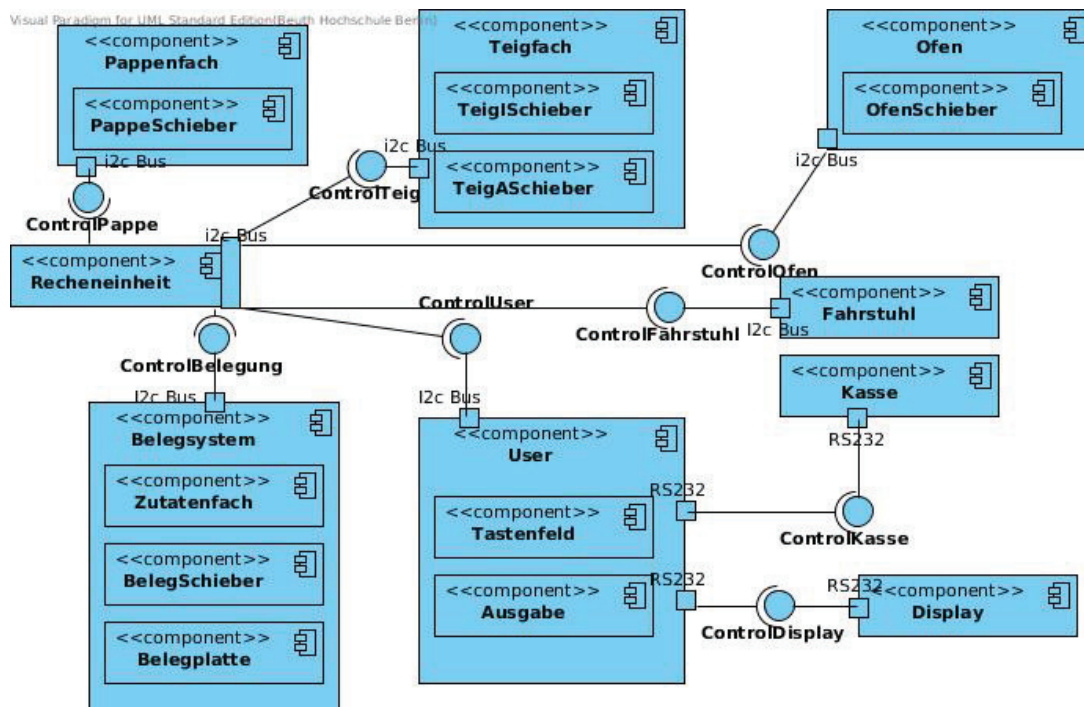 Visual Paradigm for UML Standard Edition(Beuth Hochschule Berlin)
<<component>>
Pappenfach
<<component>>
PappeSchieber
i2c Bus
ControlPappe
<<component>>
Teigfach
<<component>>
TeigISchieber
<<component>>
TeigASchieber
i2c Bus
ControlTeig
<<component>>
Ofen
<<component>>
OfenSchieber
i2c Bus
ControlOfen
i2c Bus
<<component>>
Recheneinheit
ControlUser
ControlFahrstuhl
I2c Bus
<<component>>
Fahrstuhl
ControlBelegung
I2c Bus
<<component>>
Belegsystem
<<component>>
Zutatenfach
<<component>>
BelegSchieber
<<component>>
Belegplatte
I2c Bus
<<component>>
User
<<component>>
Tastenfeld
<<component>>
Ausgabe
RS232
RS232
<<component>>
Kasse
RS232
ControlKasse
ControlDisplay
RS232
<<component>>
Display